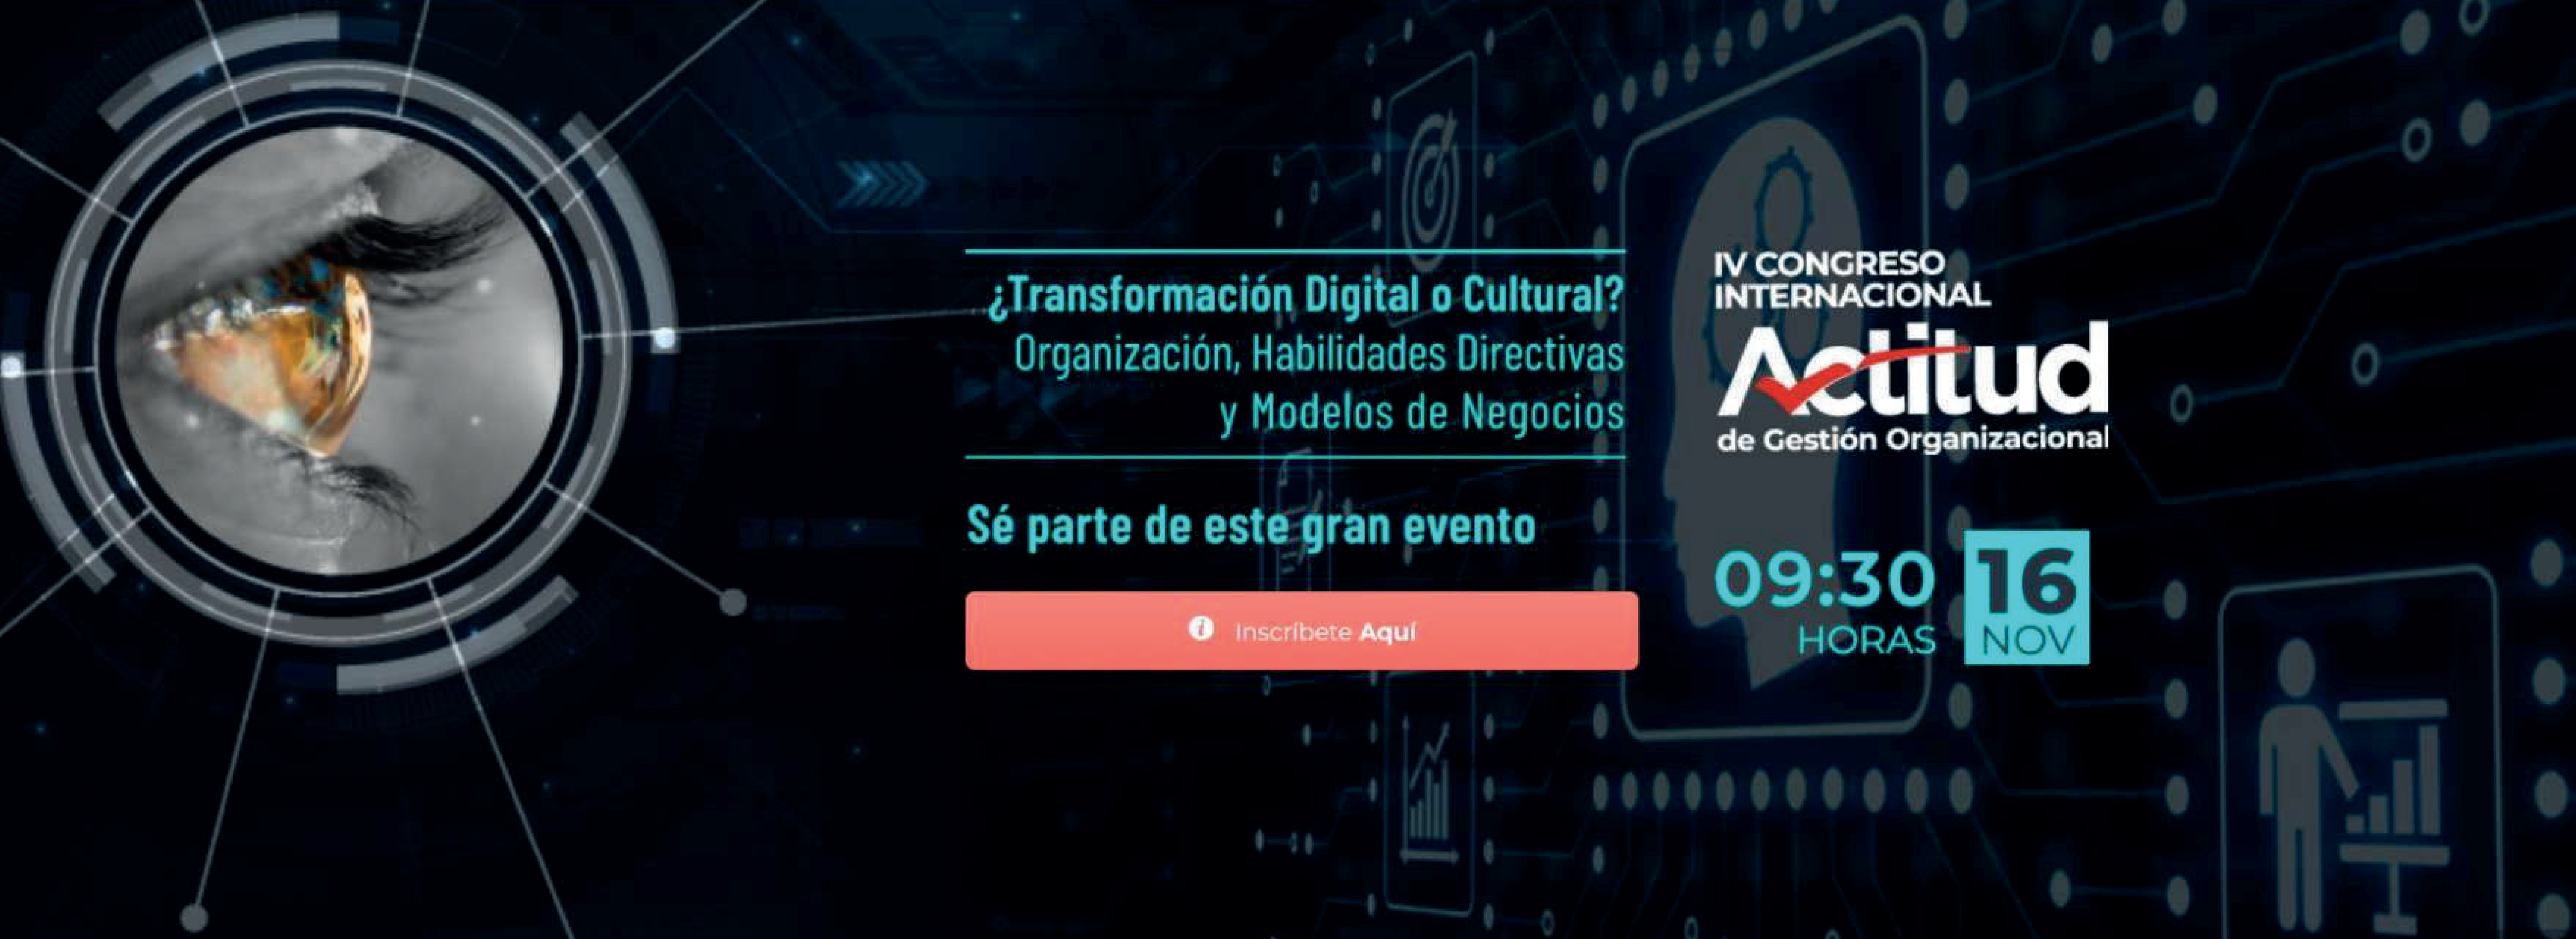 ¿Transformación Digital o Cultural?
Organización, Habilidades Directivas
y Modelos de Negocios
Sé parte de este gran evento
Inscríbete Aquí
IV CONGRESO
INTERNACIONAL
Actitud
de Gestión Organizacional
09:30
HORAS
16
NOV